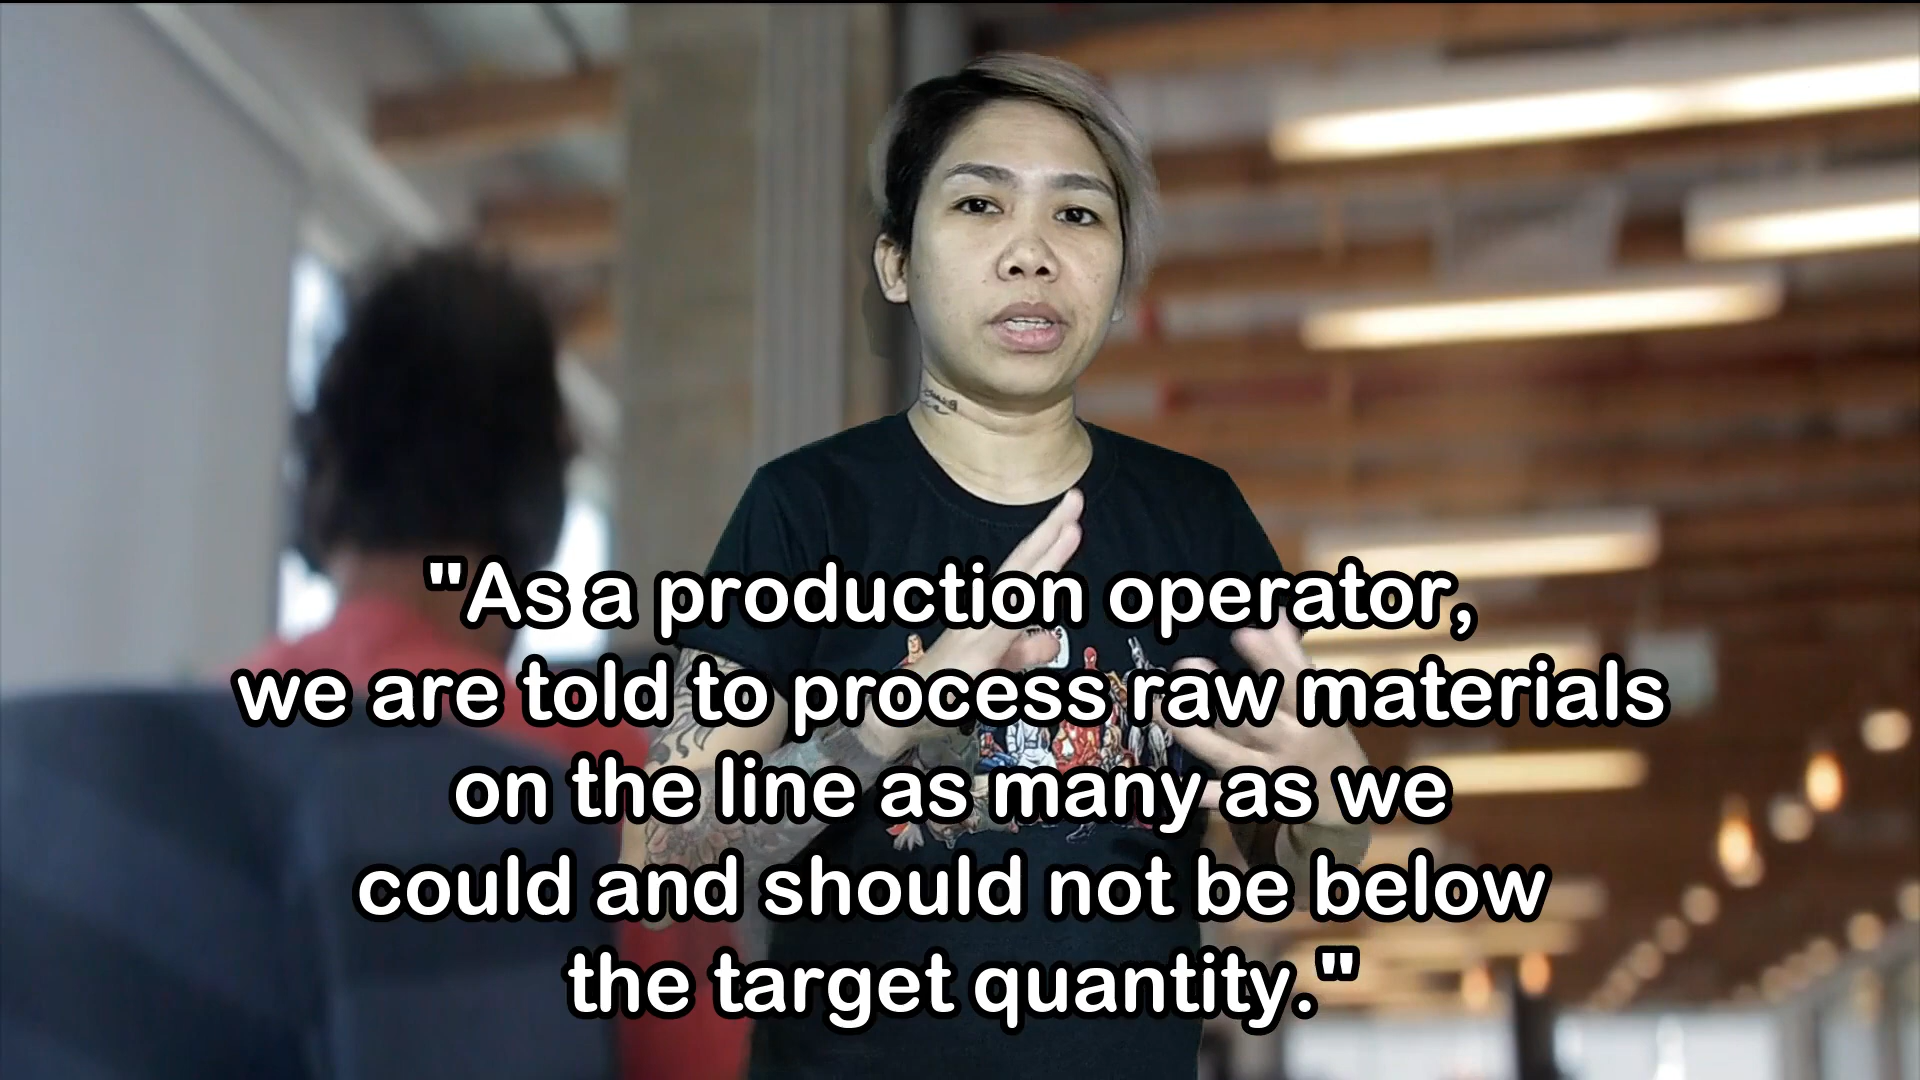 "As a production operator,
we are told to process raw materials
on the line as many as we
could and should not be below
the target quantity."